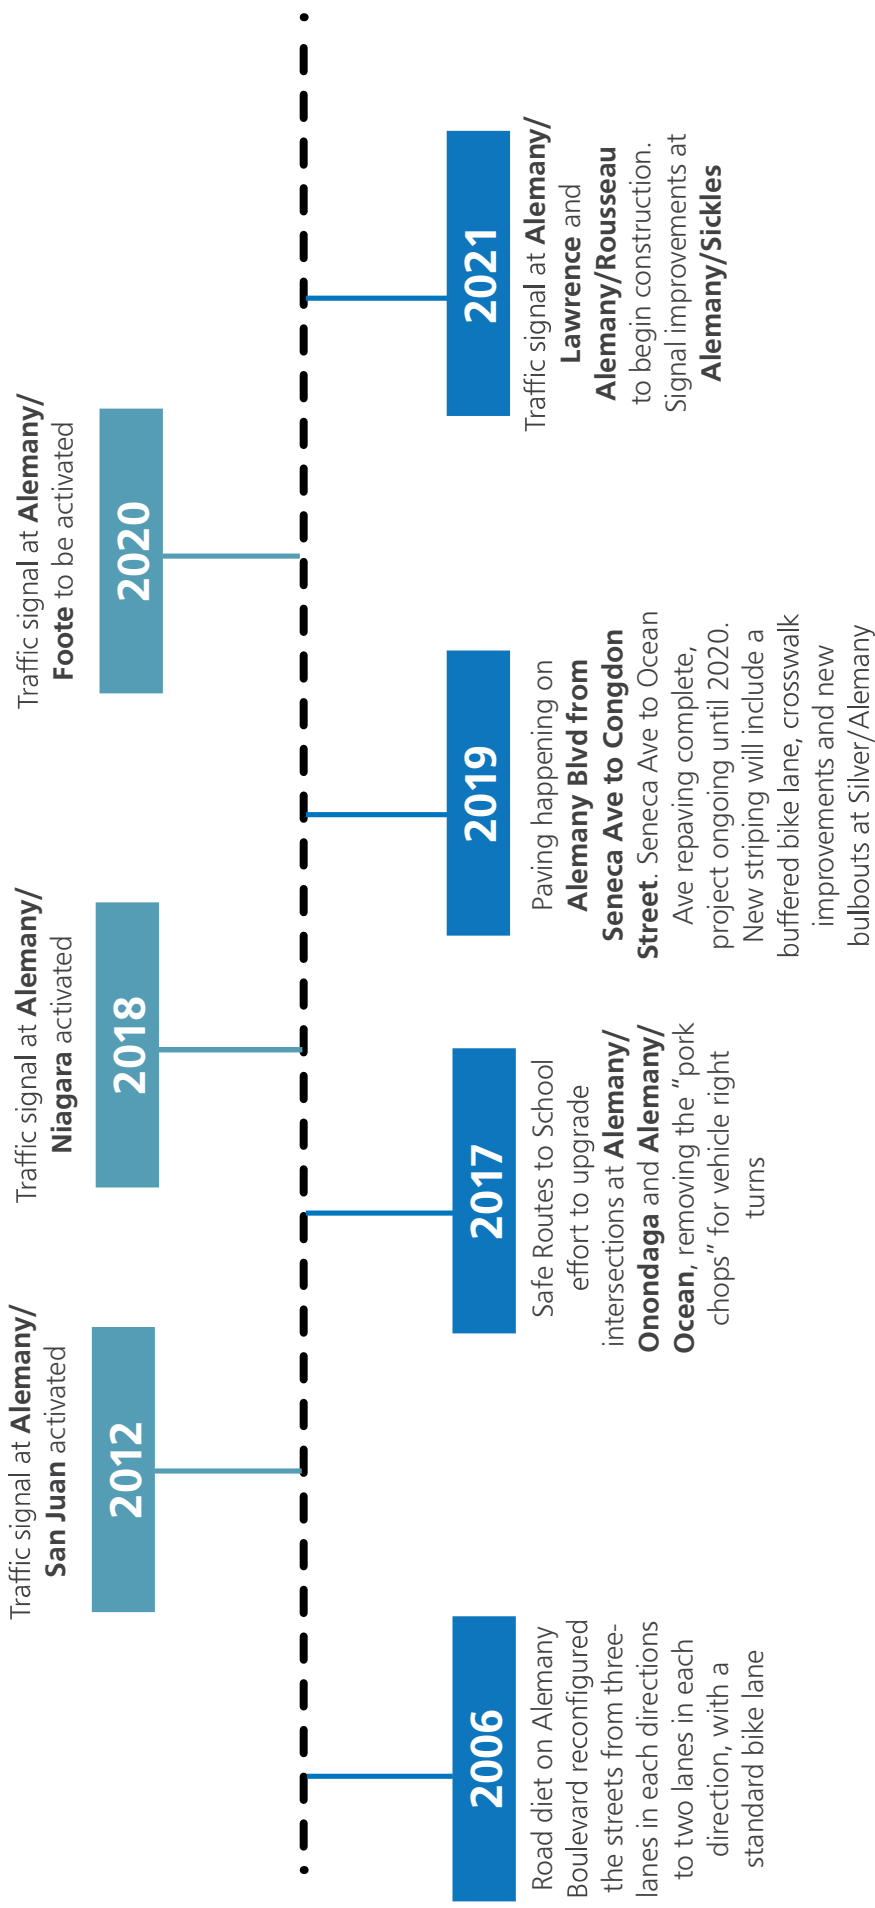 2006
Road diet on Alemany
Boulevard reconfigured
the streets from three-
lanes in each directions
to two lanes in each
direction, with a
standard bike lane
Traffic signal at Alemany/
San Juan activated
2012
2017
Safe Routes to School
effort to upgrade
intersections at Alemany/
Onondaga and Alemany/
Ocean, removing the “pork
chops” for vehicle right
turns
Traffic signal at Alemany/
Niagara activated
2018
2019
Paving happening on
Alemany Blvd from
Seneca Ave to Congdon
Street. Seneca Ave to Ocean
Ave repaving complete,
project ongoing until 2020.
New striping will include a
buffered bike lane, crosswalk
improvements and new
bulbouts at Silver/Alemany
Traffic signal at Alemany/
Foote to be activated
2020
2021
Traffic signal at Alemany/
Lawrence and
Alemany/Rousseau
to begin construction.
Signal improvements at
Alemany/Sickles